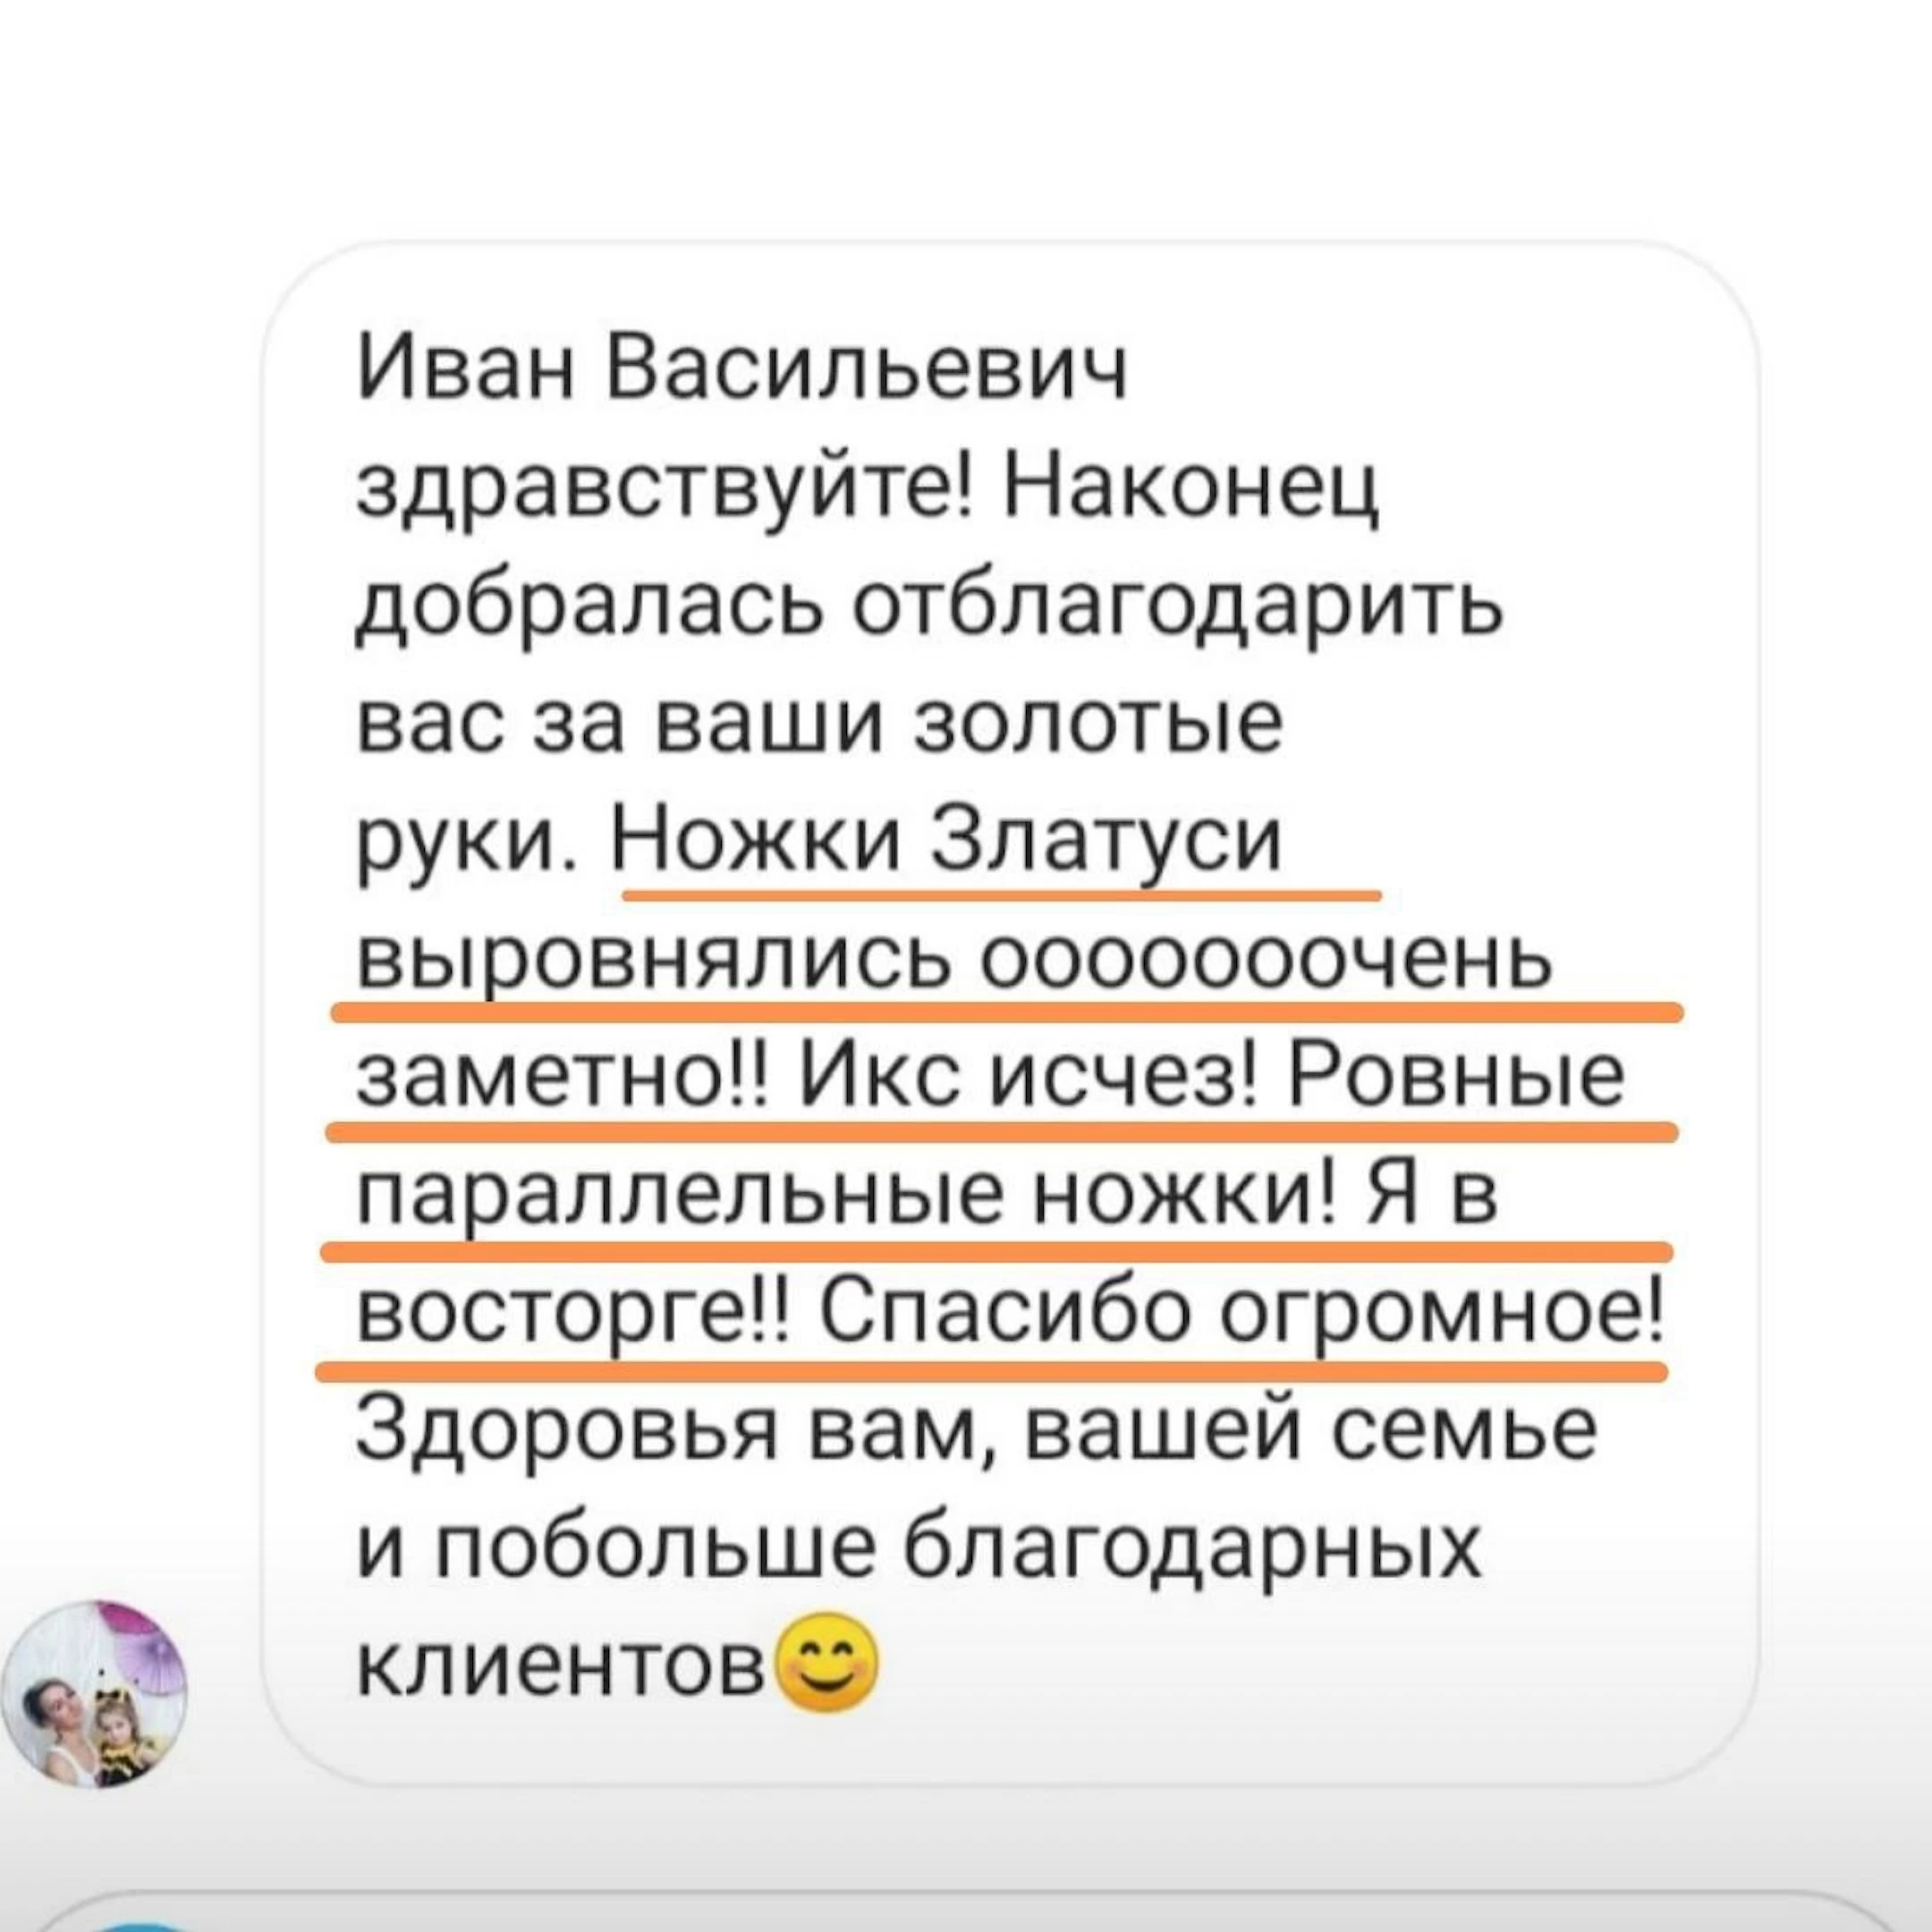 Иван Васильевич
здравствуйте! Наконец
добралась отблагодарить
вас за ваши золотые
руки. Ножки Златуси
выровнялись ооооооочень
заметно!! Икс исчез! Ровные
параллельные ножки! Я в
восторге!! Спасибо огромное!
Здоровья вам, вашей семье
и побольше благодарных
клиентов😊